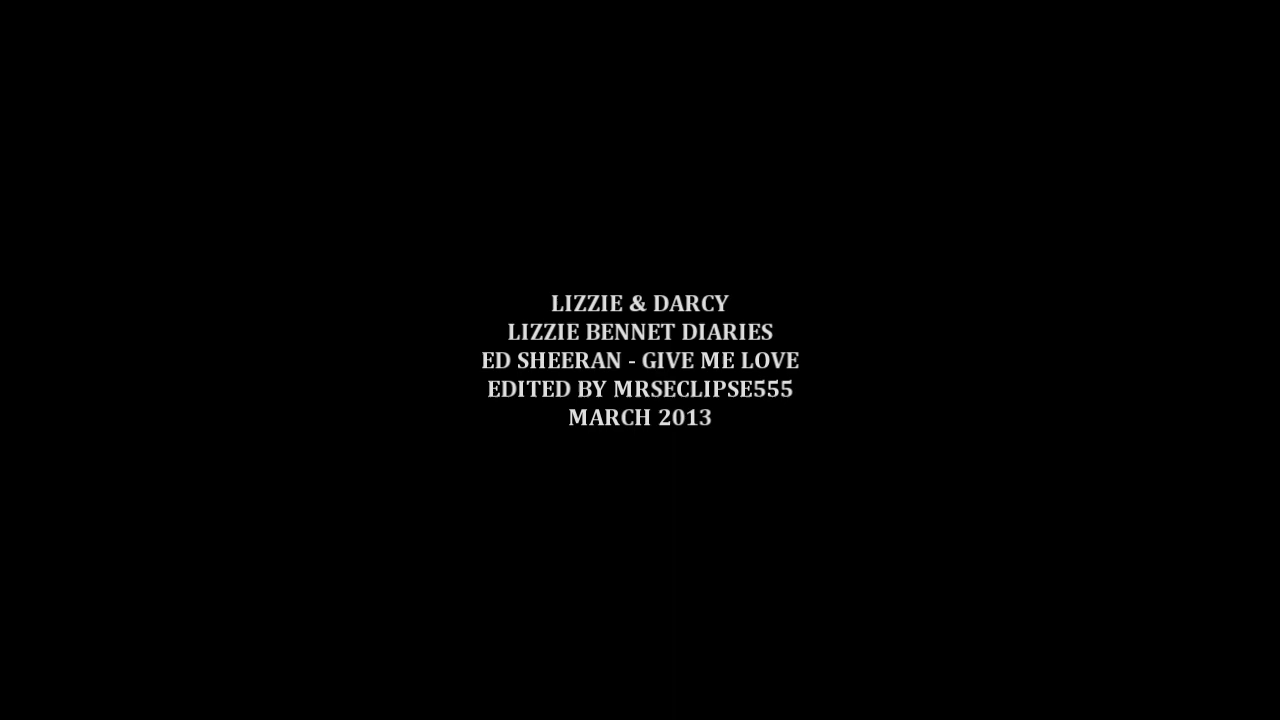 LIZZIE & DARCY
LIZZIE BENNET DIARIES
ED SHEERAN - GIVE ME LOVE
EDITED BY MRSECLIPSE555
MARCH 2013